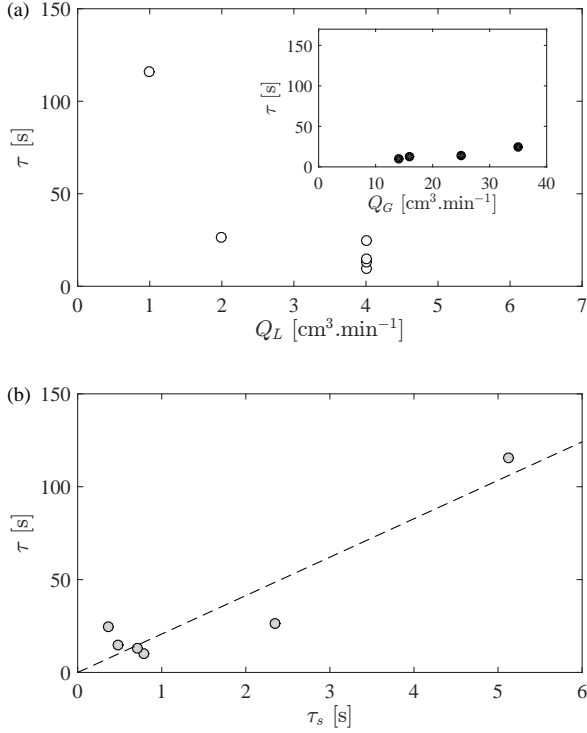 (a)
150
100
50
0
τ [s]
0 1 2 3 4 5 6 7
Q_L [cm³.min⁻¹]
150
100
50
0
τ [s]
0 10 20 30 40
Q_G [cm³.min⁻¹]
(b)
150
100
50
0
τ [s]
0 1 2 3 4 5 6
τ_s [s]